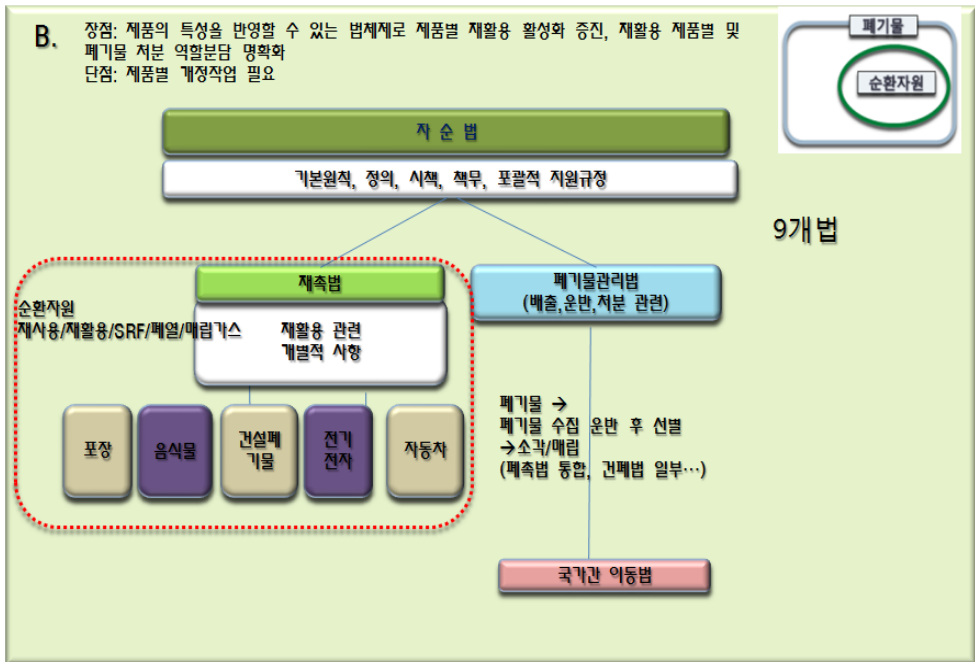 B.
장점: 제품의 특성을 반영할 수 있는 법체제로 제품별 재활용 활성화 증진, 재활용 제품별 및
폐기물 처분 역할분담 명확화
단점: 제품별 개정작업 필요
폐기물
순환자원
자 순 법
기본원칙, 정의, 시책, 책무, 포괄적 지원규정
9개법
재촉법
폐기물관리법
(배출,운반,처분 관련)
순환자원
재사용/재활용/SRF/폐열/매립가스
재활용 관련
개별적 사항
포장
음식물
건설폐
기물
전기
전자
자동차
폐기물 →
폐기물 수집 운반 후 선별
→소각/매립
(폐촉법 통합, 건폐법 일부…)
국가간 이동법